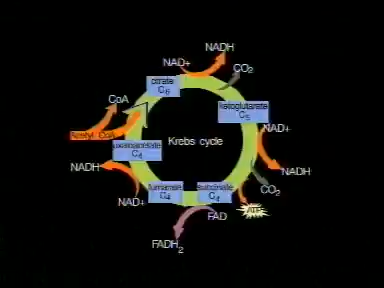 NADH
NAD+
CO2
citrate
C6
CoA
ketoglutarate
C5
Acetyl CoA
NAD+
Krebs cycle
oxaloacetate
C4
NADH
NADH
fumarate
C4
succinate
C4
CO2
NAD+
FAD
FADH2